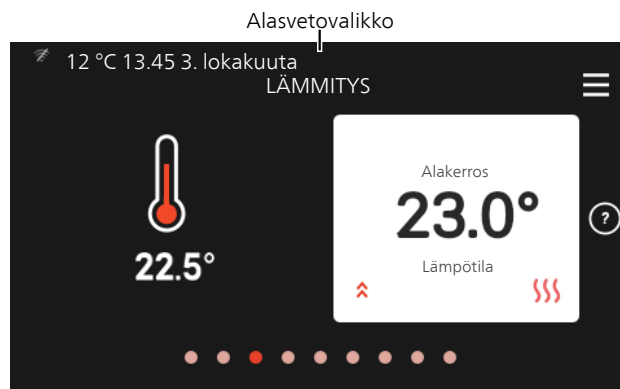 Alasvetovalikko
12 °C 13.45 3. lokakuuta
LÄMMITYS
22.5°
Alakerros
23.0°
Lämpötila
?